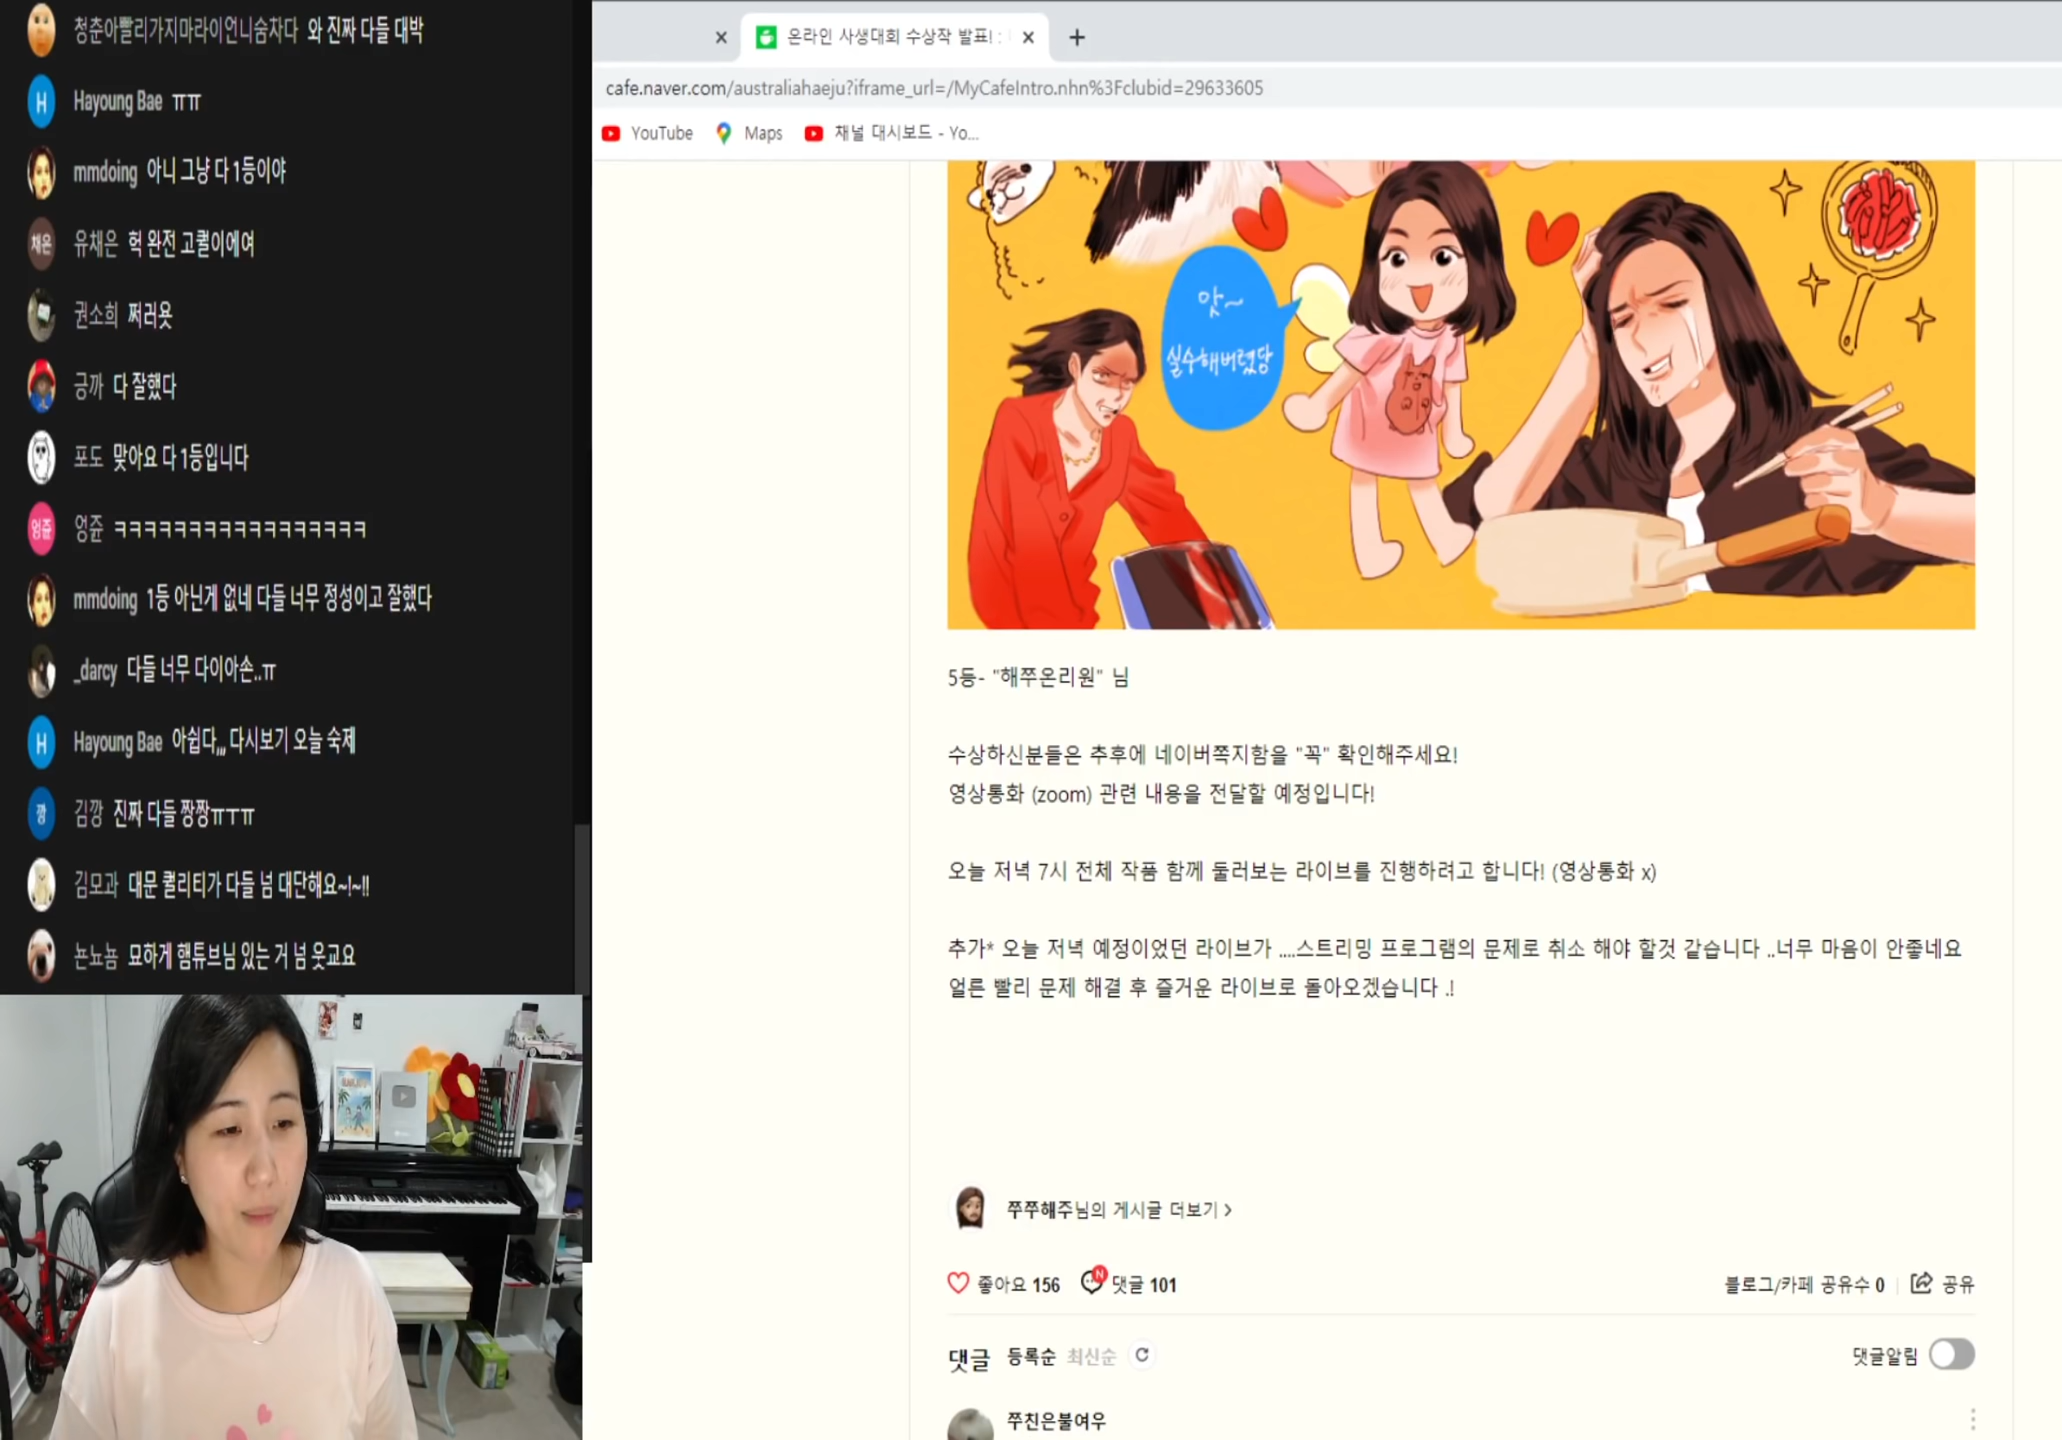 청춘아빨리가지마라이언니숨차다 와 진짜 다들 대박
Hayoung Bae ㅠㅠ
mmdoing 아니 그냥 다 1등이야
채은 유채은 헉 완전 고퀄이에여
권소희 쩌러욧
긍까 다 잘했다
포도 맞아요 다 1등입니다
엉쥰 엉쥰 ㅋㅋㅋㅋㅋㅋㅋㅋㅋㅋㅋㅋㅋㅋㅋㅋㅋ
mmdoing 1등 아닌게 없네 다들 너무 정성이고 잘했다
_darcy 다들 너무 다이아손..ㅠ
H Hayoung Bae 아쉽다,,, 다시보기 오늘 숙제
깡 김깡 진짜 다들 짱짱ㅠㅜㅠ
김모과 대문 퀄리티가 다들 넘 대단해요~!~!!
뇬뇨뇸 묘하게 햄튜브님 있는 거 넘 웃교요
온라인 사생대회 수상작 발표! :
cafe.naver.com/australiahaeju?iframe_url=/MyCafeIntro.nhn%3Fclubid=29633605
YouTube Maps 채널 대시보드 - Yo...
앗~
실수해버렸당
5등- "해쭈온리원" 님
수상하신분들은 추후에 네이버쪽지함을 "꼭" 확인해주세요!
영상통화 (zoom) 관련 내용을 전달할 예정입니다!
오늘 저녁 7시 전체 작품 함께 둘러보는 라이브를 진행하려고 합니다! (영상통화 x)
추가* 오늘 저녁 예정이었던 라이브가 ....스트리밍 프로그램의 문제로 취소 해야 할것 같습니다 ..너무 마음이 안좋네요
얼른 빨리 문제 해결 후 즐거운 라이브로 돌아오겠습니다 .!
쭈쭈해주님의 게시글 더보기 >
좋아요 156 댓글 101 블로그/카페 공유수 0 공유
댓글 등록순 최신순 댓글알림
쭈친은불여우